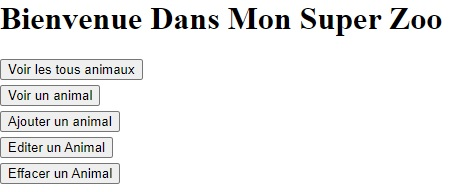 Bienvenue Dans Mon Super Zoo
Voir les tous animaux
Voir un animal
Ajouter un animal
Editer un Animal
Effacer un Animal